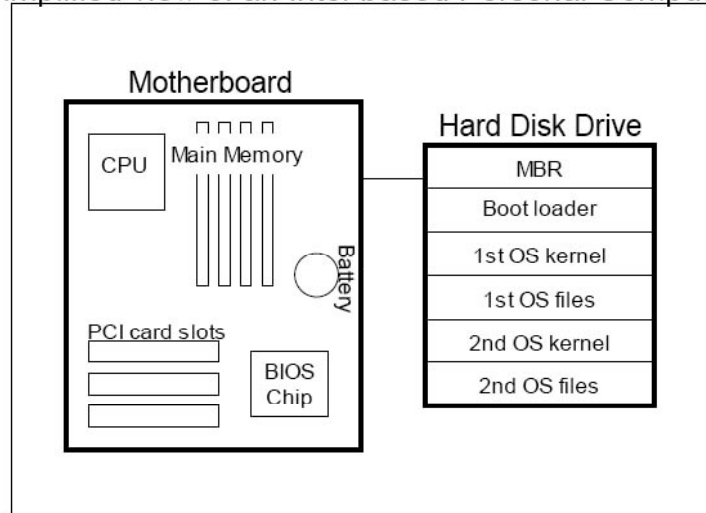 Motherboard
CPU
Main Memory
Battery
PCI card slots
BIOS
Chip
Hard Disk Drive
MBR
Boot loader
1st OS kernel
1st OS files
2nd OS kernel
2nd OS files